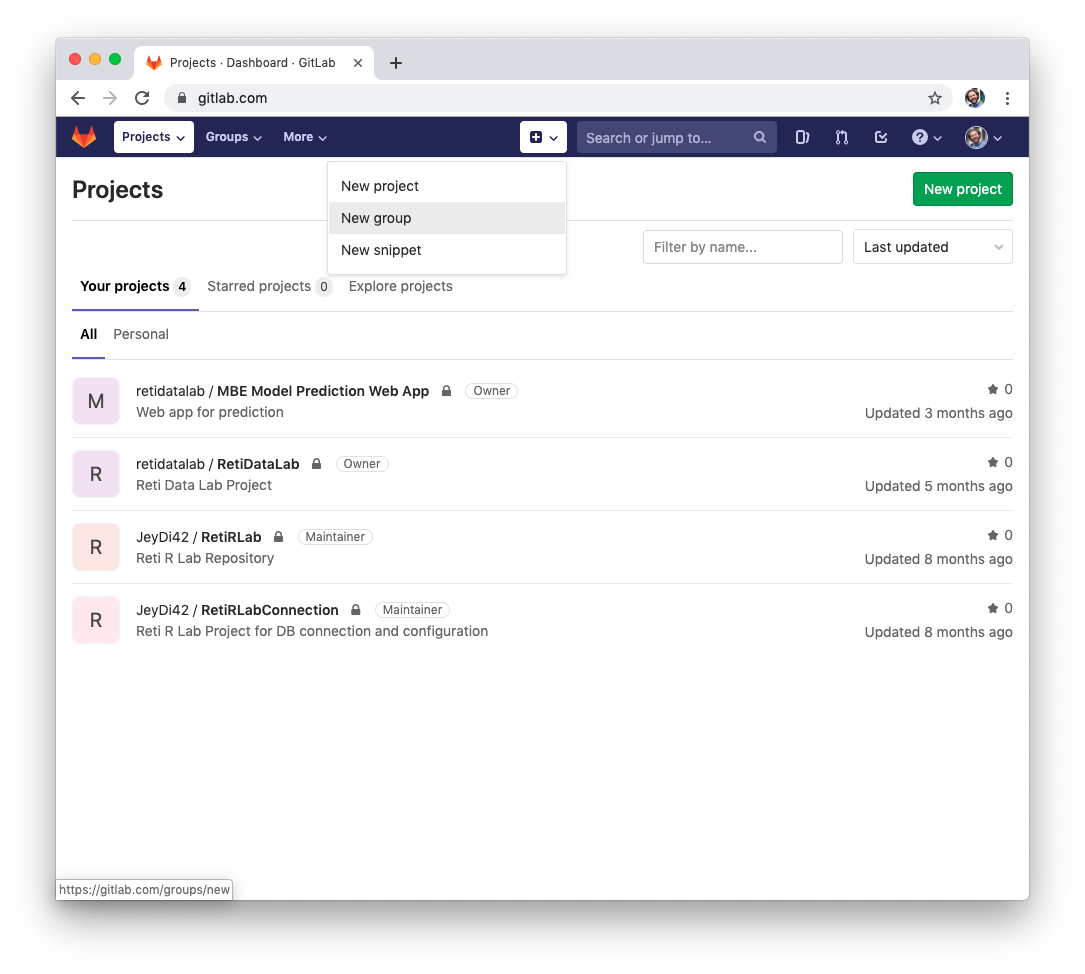 Projects · Dashboard · GitLab
gitlab.com
Projects Groups More Search or jump to...
Projects
New project
New group
New snippet
New project
Filter by name... Last updated
Your projects 4 Starred projects 0 Explore projects
All Personal
M retidatalab / MBE Model Prediction Web App Owner 0
Web app for prediction Updated 3 months ago
R retidatalab / RetiDataLab Owner 0
Reti Data Lab Project Updated 5 months ago
R JeyDi42 / RetiRLab Maintainer 0
Reti R Lab Repository Updated 8 months ago
R JeyDi42 / RetiRLabConnection Maintainer 0
Reti R Lab Project for DB connection and configuration Updated 8 months ago
https://gitlab.com/groups/new